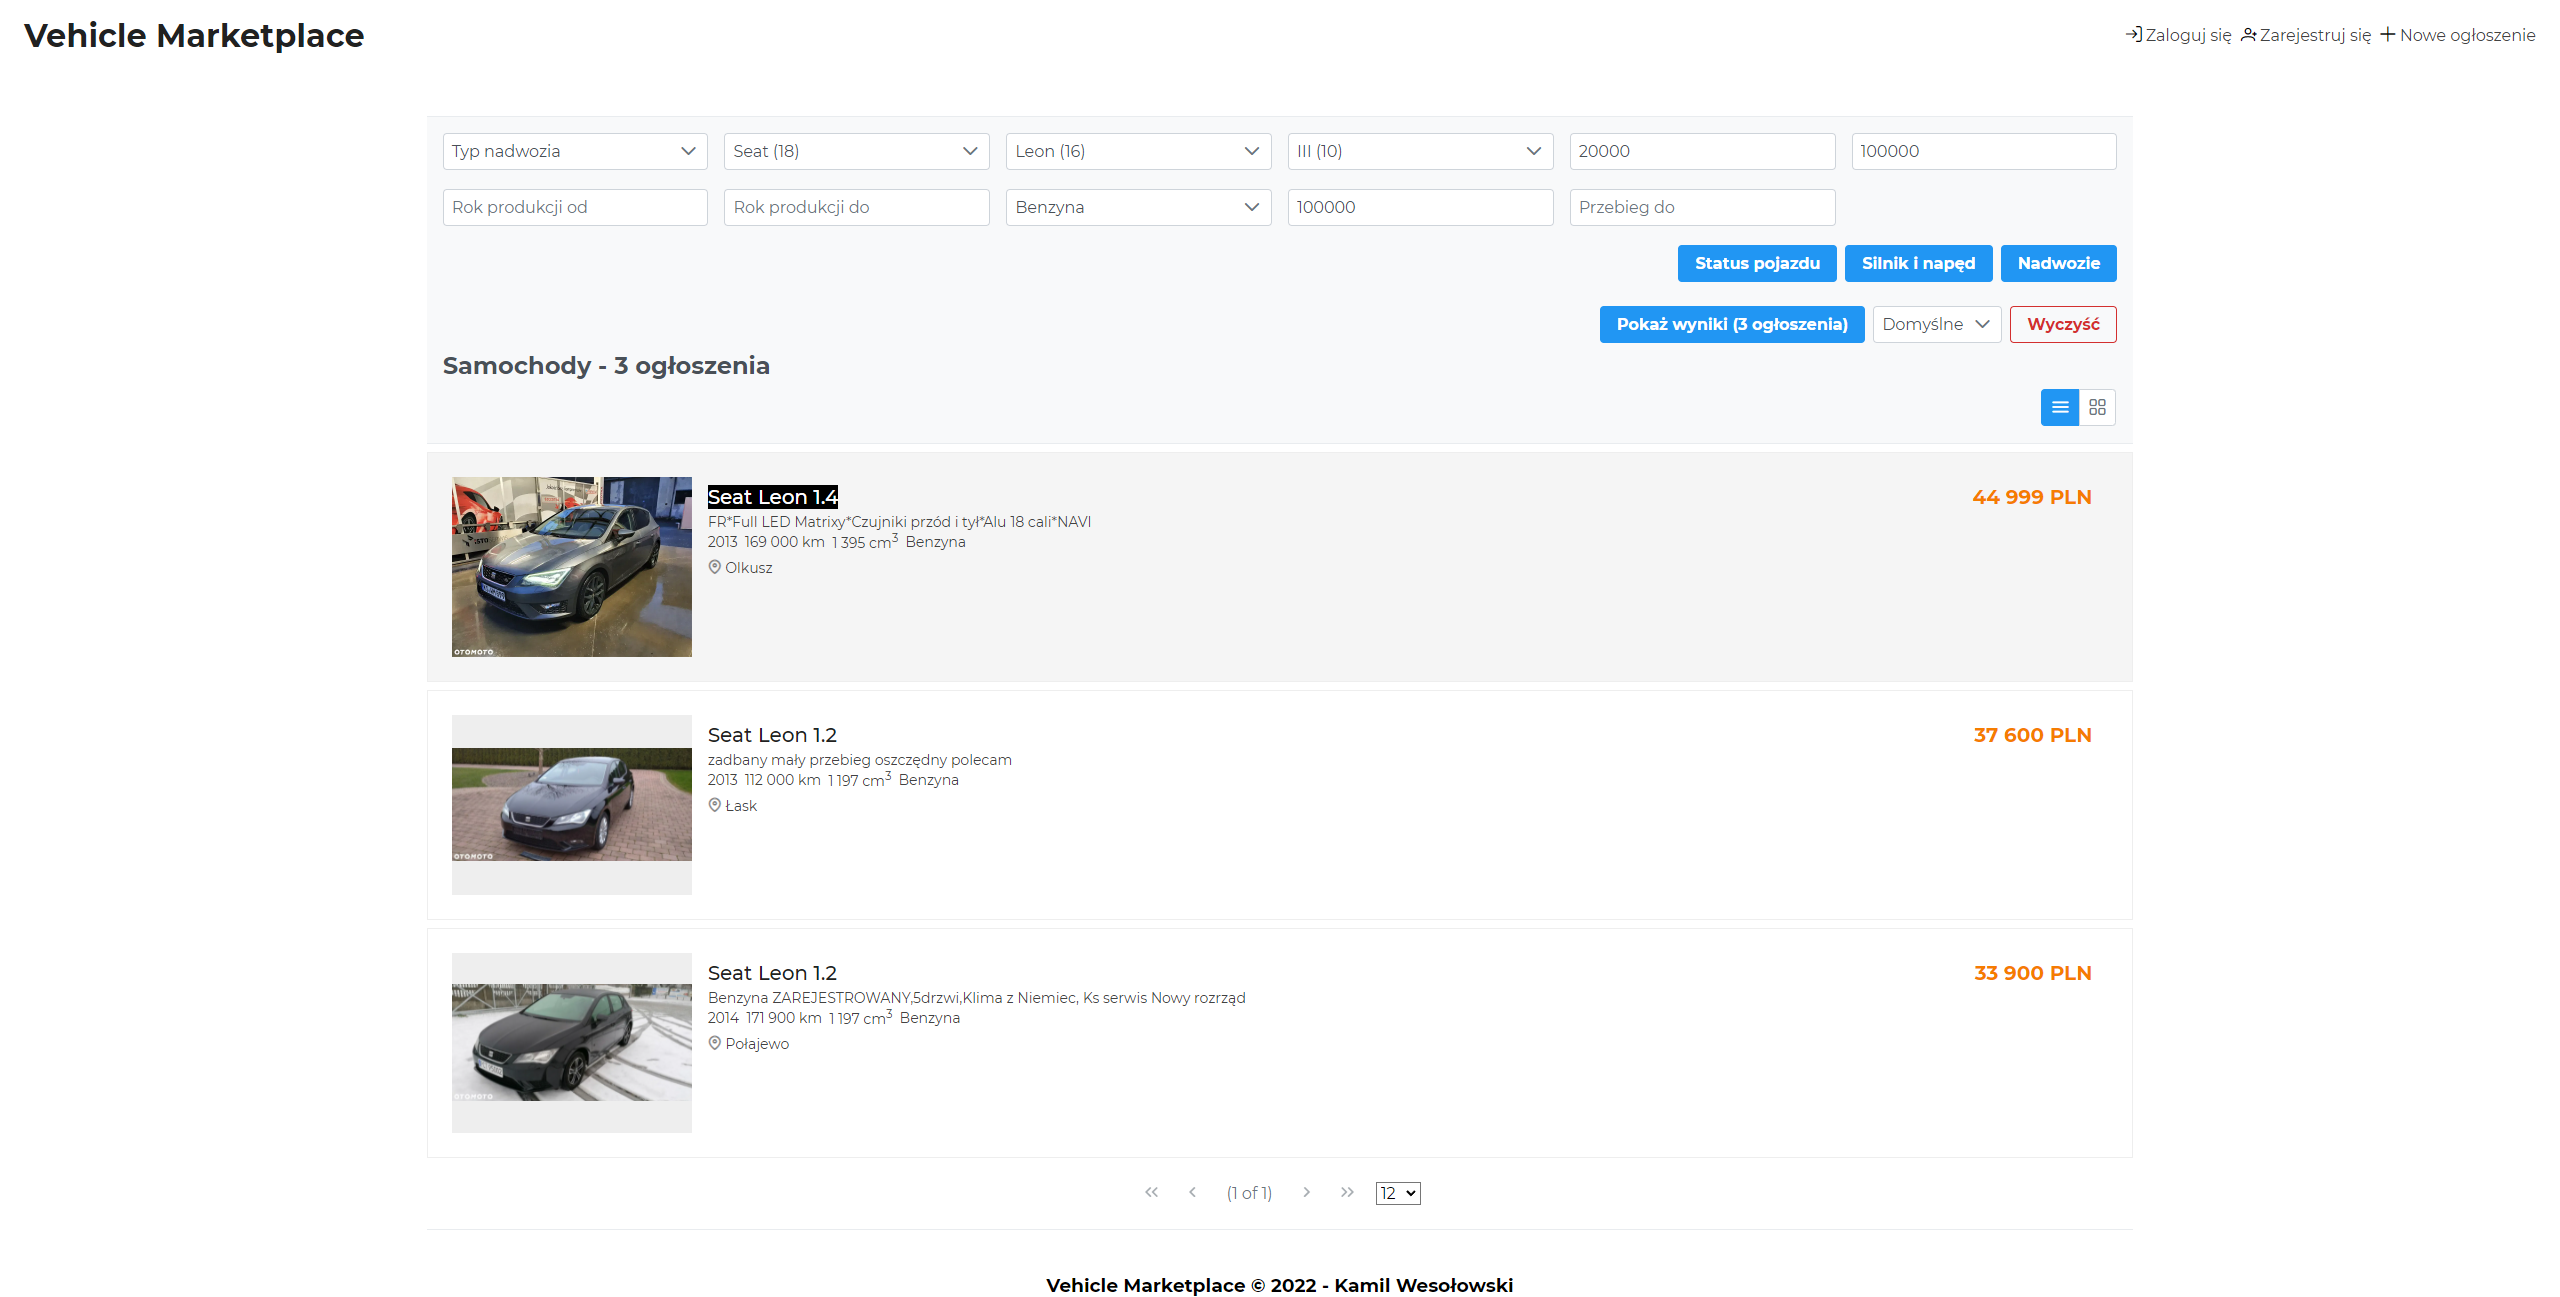 Vehicle Marketplace
Zaloguj się Zarejestruj się Nowe ogłoszenie
Typ nadwozia Seat (18) Leon (16) III (10) 20000 100000
Rok produkcji od Rok produkcji do Benzyna 100000 Przebieg do
Status pojazdu Silnik i napęd Nadwozie
Pokaż wyniki (3 ogłoszenia) Domyślne Wyczyść
Samochody - 3 ogłoszenia
Seat Leon 1.4 44 999 PLN
FR*Full LED Matrixy*Czujniki przód i tył*Alu 18 cali*NAVI
2013 169 000 km 1 395 cm³ Benzyna
Olkusz
OTOMOTO
Seat Leon 1.2 37 600 PLN
zadbany mały przebieg oszczędny polecam
2013 112 000 km 1 197 cm³ Benzyna
Łask
OTOMOTO
Seat Leon 1.2 33 900 PLN
Benzyna ZAREJESTROWANY,5drzwi,Klima z Niemiec, Ks serwis Nowy rozrząd
2014 171 900 km 1 197 cm³ Benzyna
Połajewo
OTOMOTO
(1 of 1) 12
Vehicle Marketplace © 2022 - Kamil Wesołowski